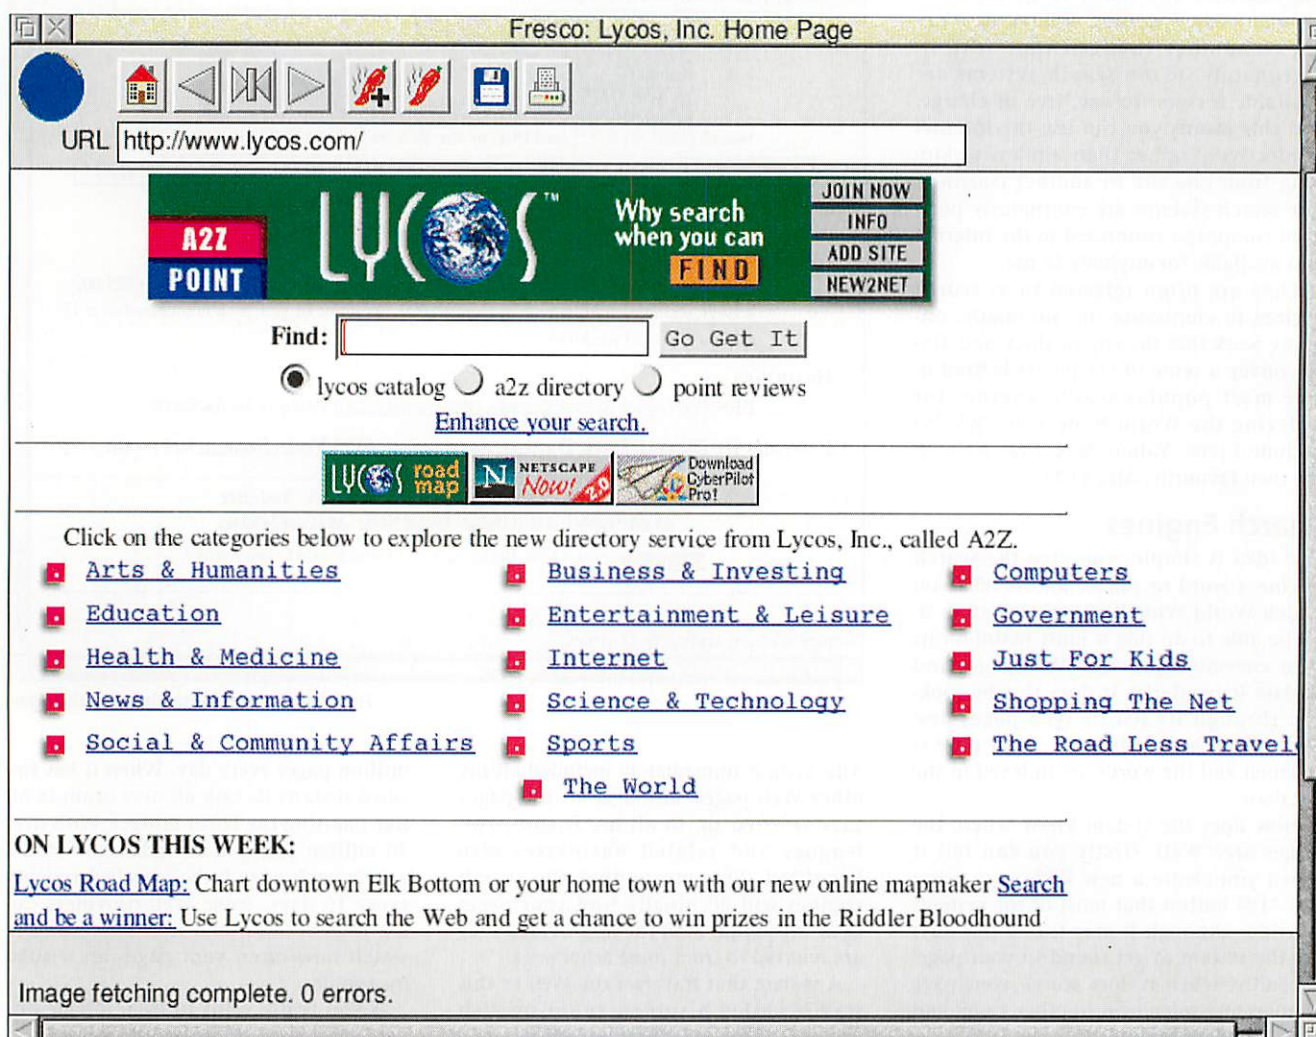 Fresco: Lycos, Inc. Home Page
URL http://www.lycos.com/
A2Z
POINT
LYCOS™
Why search
when you can
FIND
JOIN NOW
INFO
ADD SITE
NEW2NET
Find: Go Get It
lycos catalog a2z directory point reviews
Enhance your search.
LYCOS road map
N NETSCAPE Now! 2.0
Download CyberPilot Pro!
Click on the categories below to explore the new directory service from Lycos, Inc., called A2Z.
Arts & Humanities Business & Investing Computers
Education Entertainment & Leisure Government
Health & Medicine Internet Just For Kids
News & Information Science & Technology Shopping The Net
Social & Community Affairs Sports The Road Less Travel
The World
ON LYCOS THIS WEEK:
Lycos Road Map: Chart downtown Elk Bottom or your home town with our new online mapmaker Search
and be a winner: Use Lycos to search the Web and get a chance to win prizes in the Riddler Bloodhound
Image fetching complete. 0 errors.